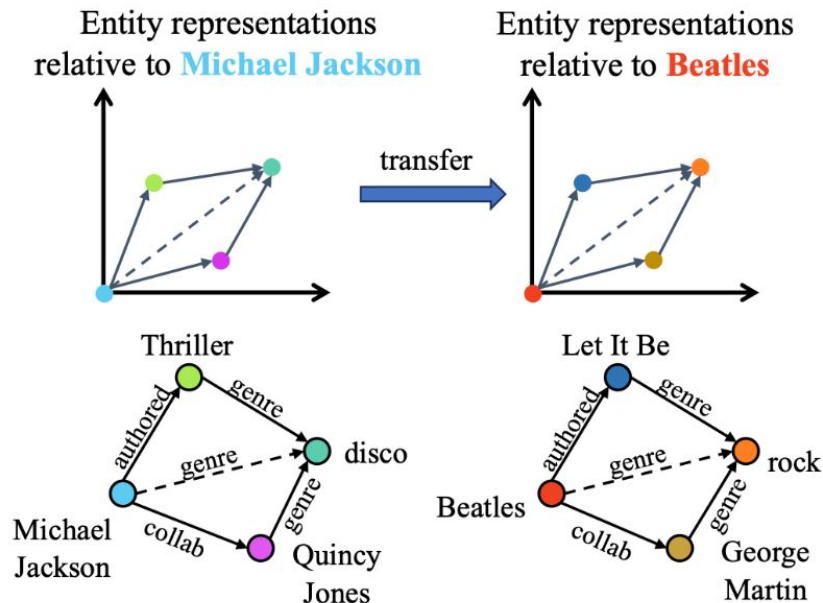 Entity representations
relative to Michael Jackson
Entity representations
relative to Beatles
transfer
Thriller
authored
genre
genre
disco
Michael
Jackson
collab
genre
Quincy
Jones
Let It Be
authored
genre
genre
rock
Beatles
collab
genre
George
Martin